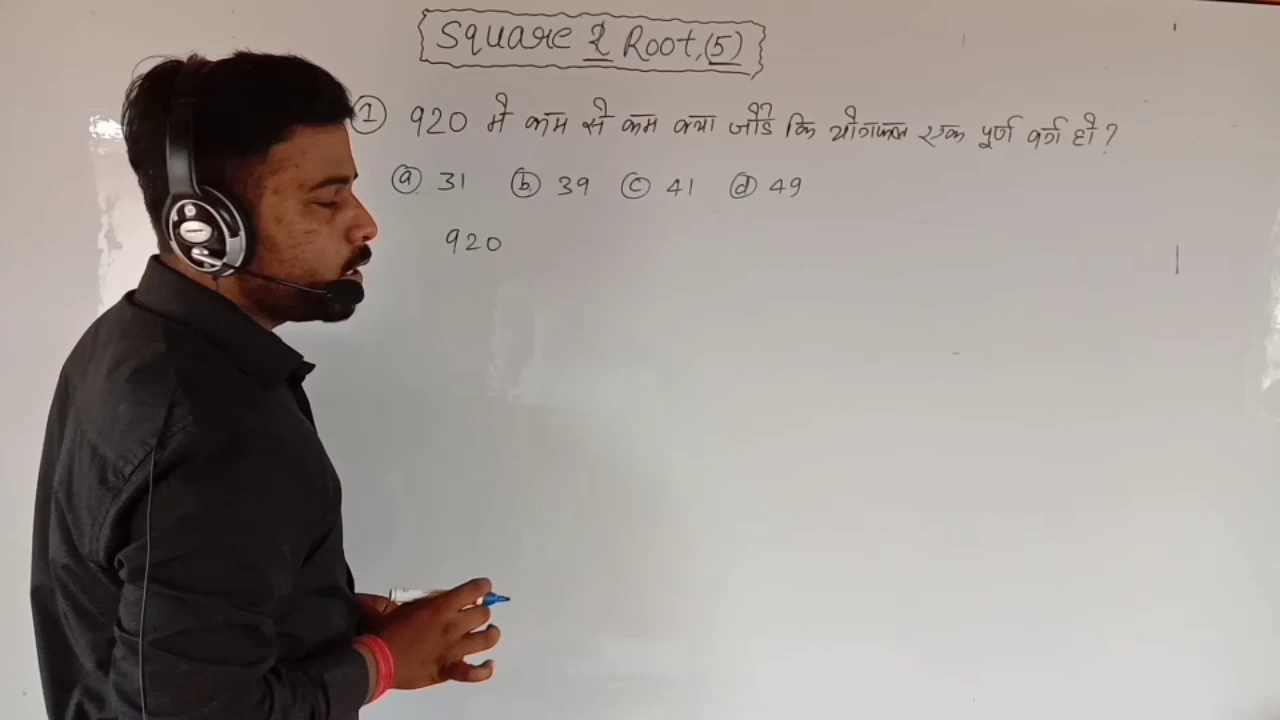 Square & Root,(5)
① 920 मे कम से कम क्या जोड़े कि योगफल एक पूर्ण वर्ग हो?
ⓐ 31 ⓑ 39 ⓒ 41 ⓓ 49
920